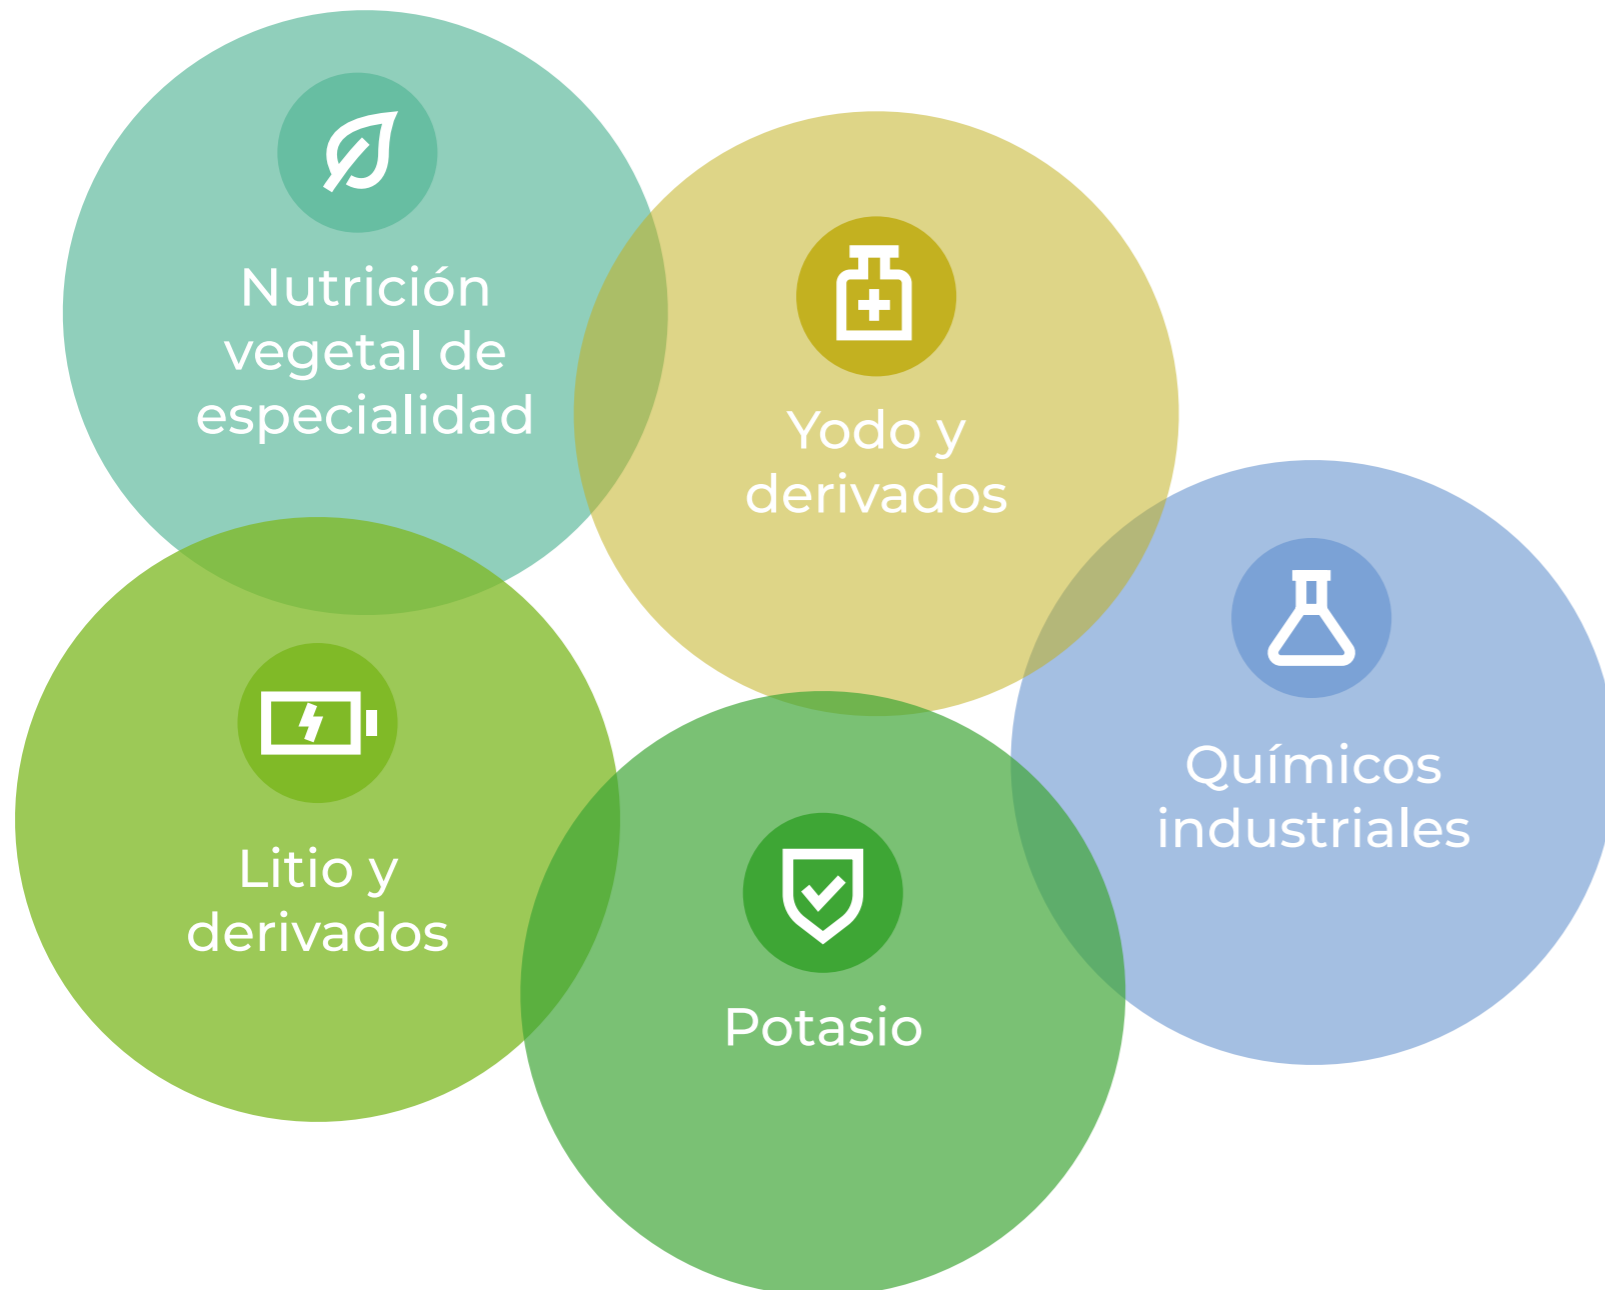 Nutrición
vegetal de
especialidad
Yodo y
derivados
Químicos
industriales
Litio y
derivados
Potasio